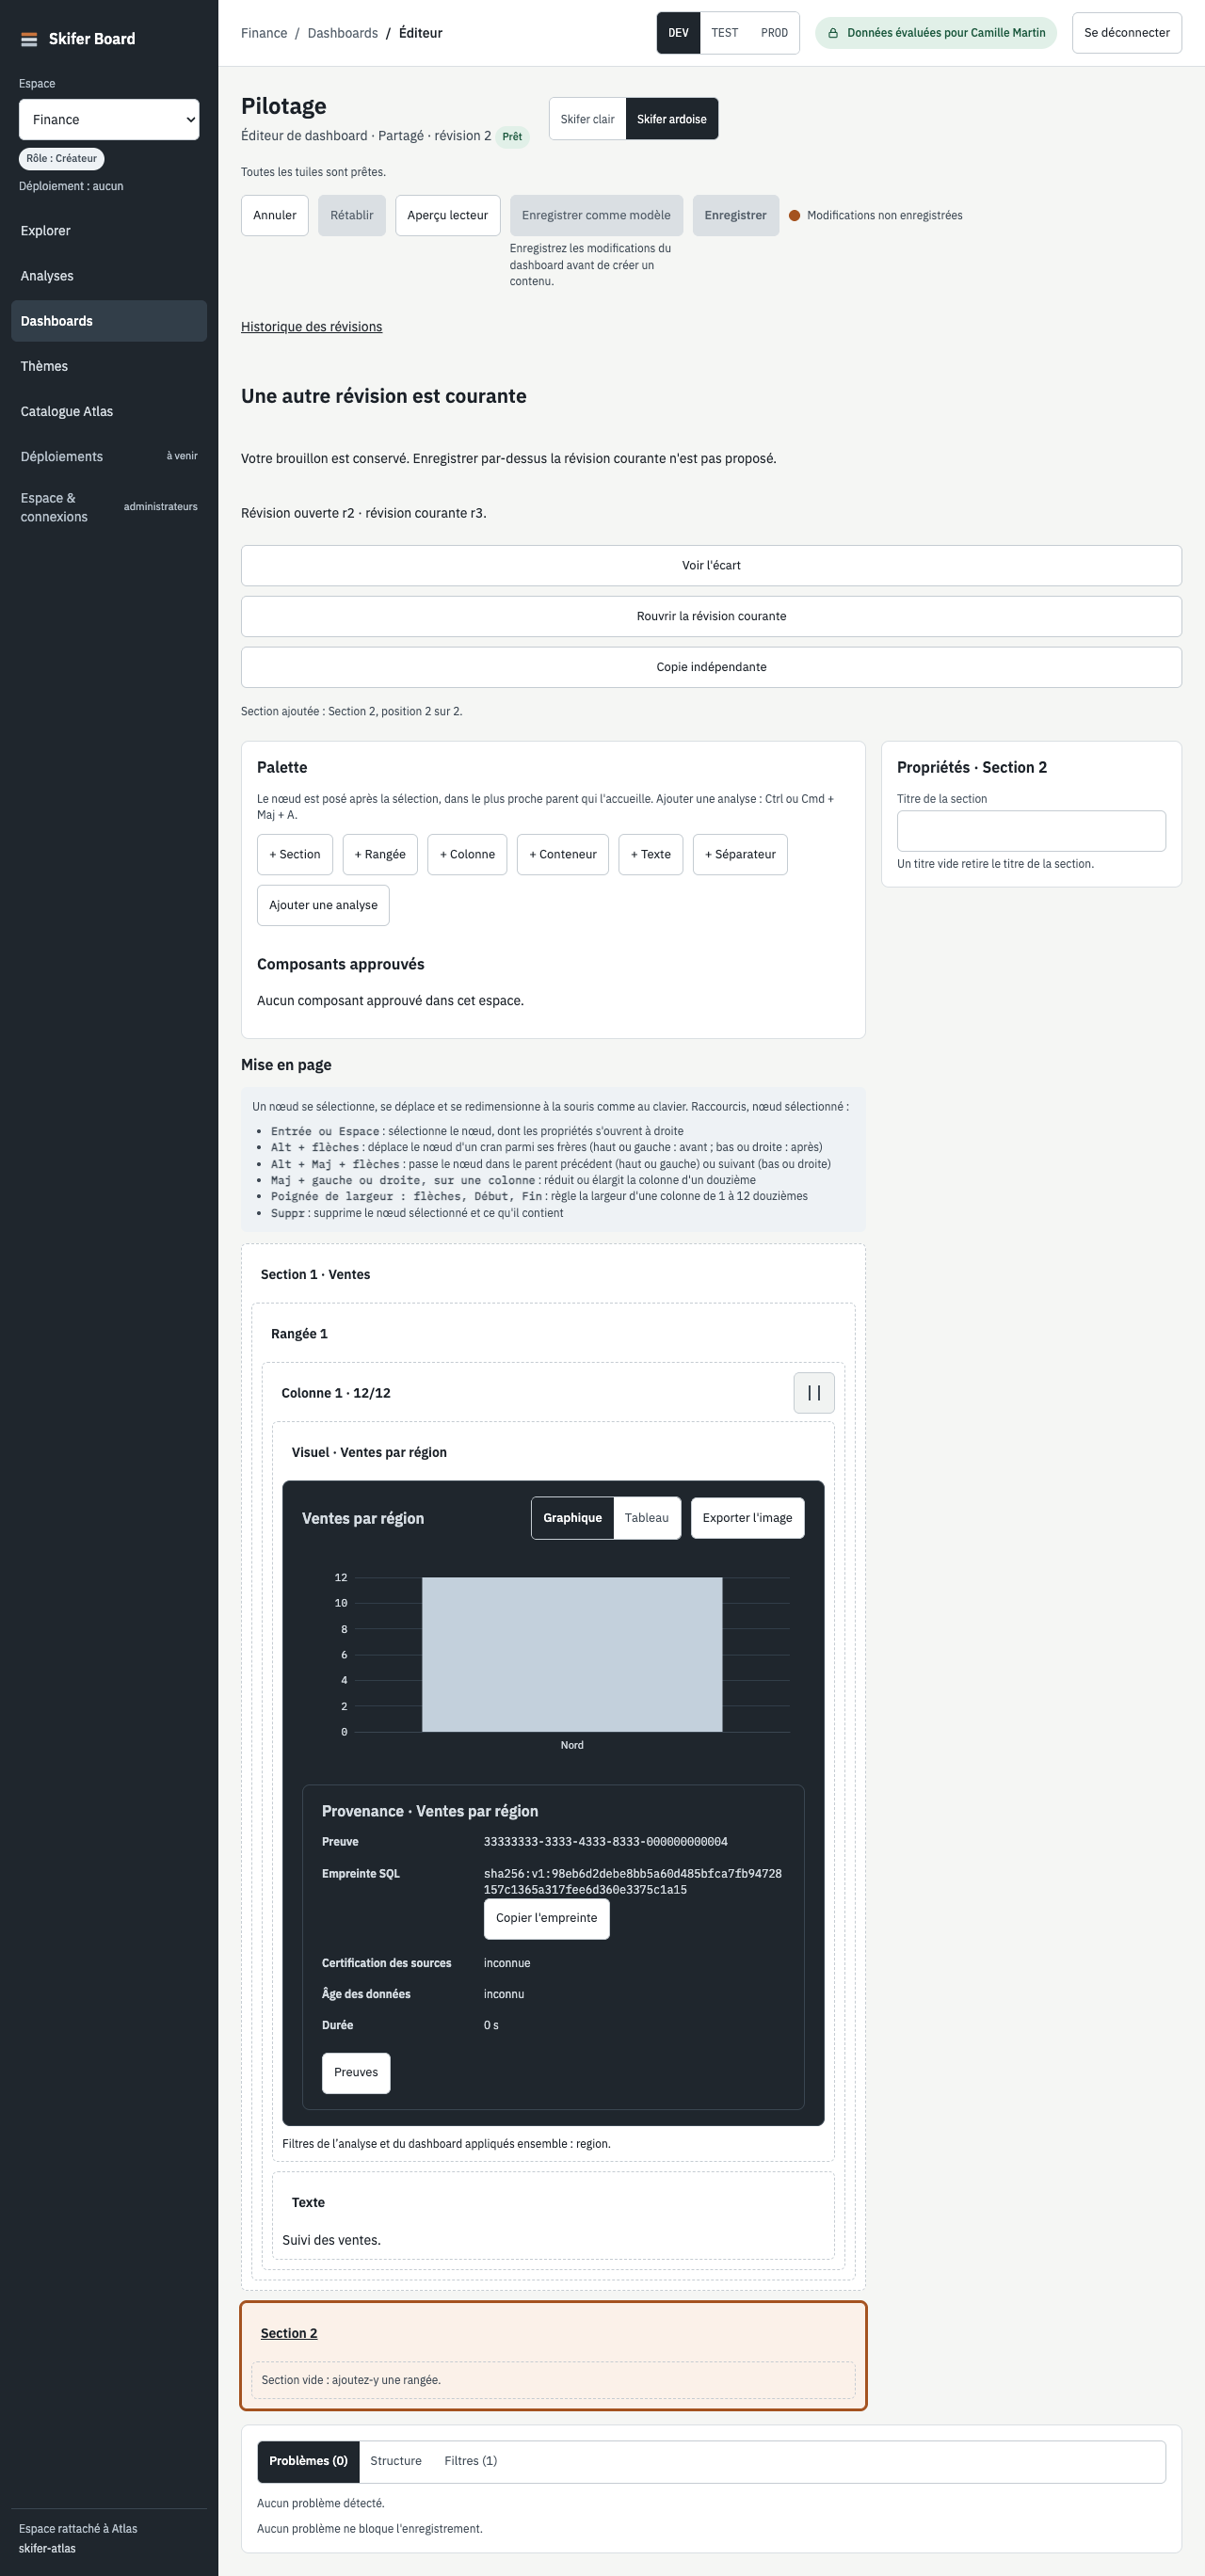 Skifer Board
Espace
Finance
Rôle : Créateur
Déploiement : aucun
Explorer
Analyses
Dashboards
Thèmes
Catalogue Atlas
Déploiements à venir
Espace &
connexions
administrateurs
Espace rattaché à Atlas
skifer-atlas
Finance / Dashboards / Éditeur
DEV TEST PROD
Données évaluées pour Camille Martin
Se déconnecter
Pilotage
Éditeur de dashboard · Partagé · révision 2 Prêt
Skifer clair Skifer ardoise
Toutes les tuiles sont prêtes.
Annuler Rétablir Aperçu lecteur Enregistrer comme modèle Enregistrer Modifications non enregistrées
Enregistrez les modifications du
dashboard avant de créer un
contenu.
Historique des révisions
Une autre révision est courante
Votre brouillon est conservé. Enregistrer par-dessus la révision courante n'est pas proposé.
Révision ouverte r2 · révision courante r3.
Voir l'écart
Rouvrir la révision courante
Copie indépendante
Section ajoutée : Section 2, position 2 sur 2.
Palette
Le nœud est posé après la sélection, dans le plus proche parent qui l'accueille. Ajouter une analyse : Ctrl ou Cmd +
Maj + A.
+ Section + Rangée + Colonne + Conteneur + Texte + Séparateur
Ajouter une analyse
Composants approuvés
Aucun composant approuvé dans cet espace.
Propriétés · Section 2
Titre de la section
Un titre vide retire le titre de la section.
Mise en page
Un nœud se sélectionne, se déplace et se redimensionne à la souris comme au clavier. Raccourcis, nœud sélectionné :
• Entrée ou Espace : sélectionne le nœud, dont les propriétés s'ouvrent à droite
• Alt + flèches : déplace le nœud d'un cran parmi ses frères (haut ou gauche : avant ; bas ou droite : après)
• Alt + Maj + flèches : passe le nœud dans le parent précédent (haut ou gauche) ou suivant (bas ou droite)
• Maj + gauche ou droite, sur une colonne : réduit ou élargit la colonne d'un douzième
• Poignée de largeur : flèches, Début, Fin : règle la largeur d'une colonne de 1 à 12 douzièmes
• Suppr : supprime le nœud sélectionné et ce qu'il contient
Section 1 · Ventes
Rangée 1
Colonne 1 · 12/12
Visuel · Ventes par région
Ventes par région
Graphique Tableau Exporter l'image
12
10
8
6
4
2
0
Nord
Provenance · Ventes par région
Preuve 33333333-3333-4333-8333-000000000004
Empreinte SQL sha256:v1:98eb6d2debe8bb5a60d485bfca7fb94728
157c1365a317fee6d360e3375c1a15
Copier l'empreinte
Certification des sources inconnue
Âge des données inconnu
Durée 0 s
Preuves
Filtres de l'analyse et du dashboard appliqués ensemble : region.
Texte
Suivi des ventes.
Section 2
Section vide : ajoutez-y une rangée.
Problèmes (0) Structure Filtres (1)
Aucun problème détecté.
Aucun problème ne bloque l'enregistrement.